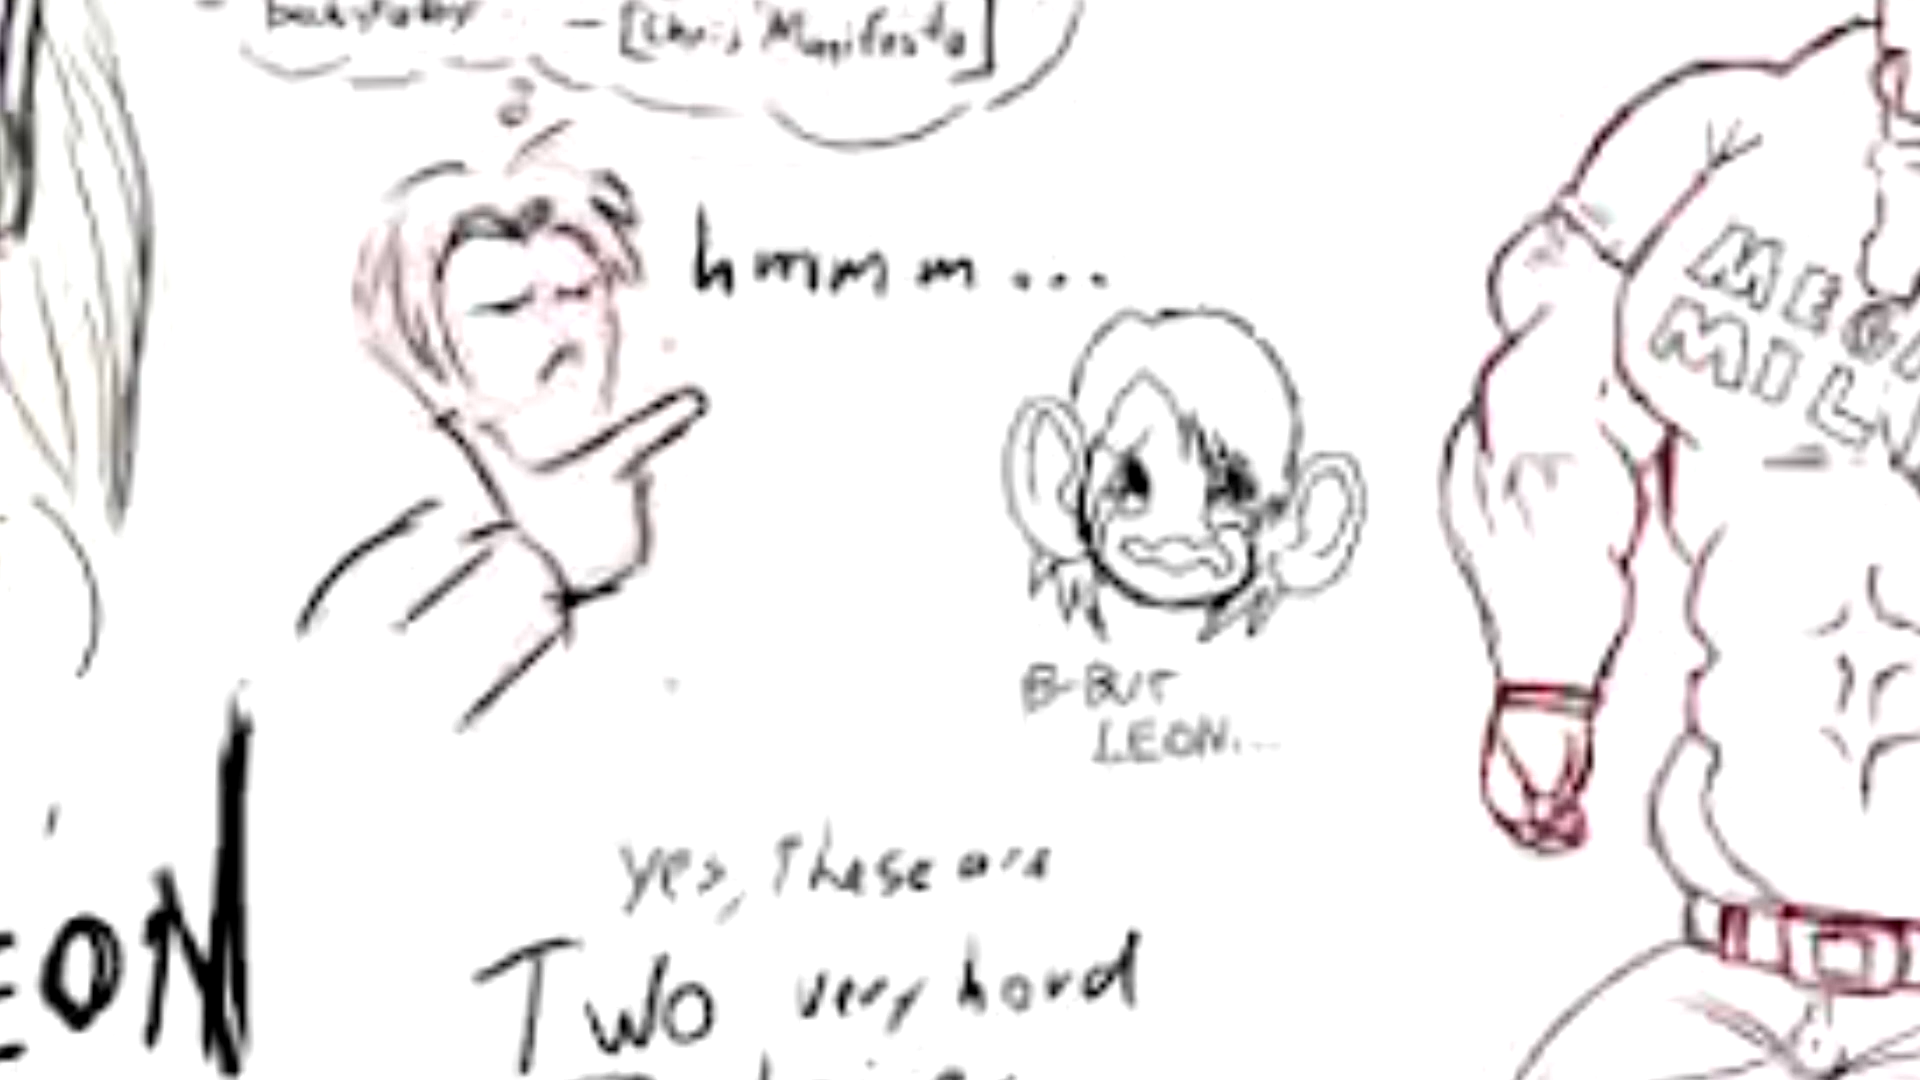 - [Chris' Manifesto]
hmmm...
MEG
MIL
B-BUT
LEON...
EON
yes, these are
Two very hard